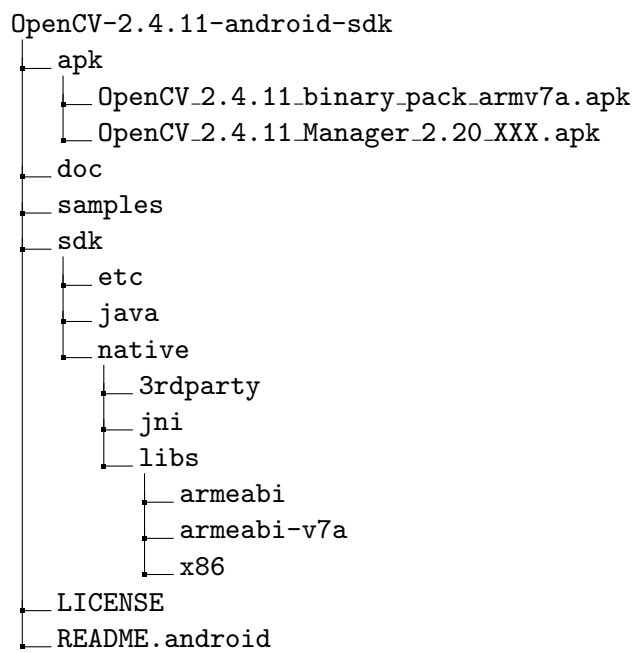 OpenCV-2.4.11-android-sdk
apk
OpenCV_2.4.11_binary_pack_armv7a.apk
OpenCV_2.4.11_Manager_2.20_XXX.apk
doc
samples
sdk
etc
java
native
3rdparty
jni
libs
armeabi
armeabi-v7a
x86
LICENSE
README.android